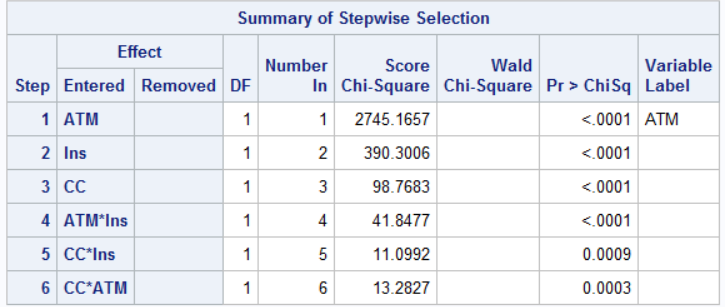 Summary of Stepwise Selection
Step Effect DF Number In Score Chi-Square Wald Chi-Square Pr > ChiSq Variable Label
Entered Removed
1 ATM 1 1 2745.1657 <.0001 ATM
2 Ins 1 2 390.3006 <.0001
3 CC 1 3 98.7683 <.0001
4 ATM*Ins 1 4 41.8477 <.0001
5 CC*Ins 1 5 11.0992 0.0009
6 CC*ATM 1 6 13.2827 0.0003